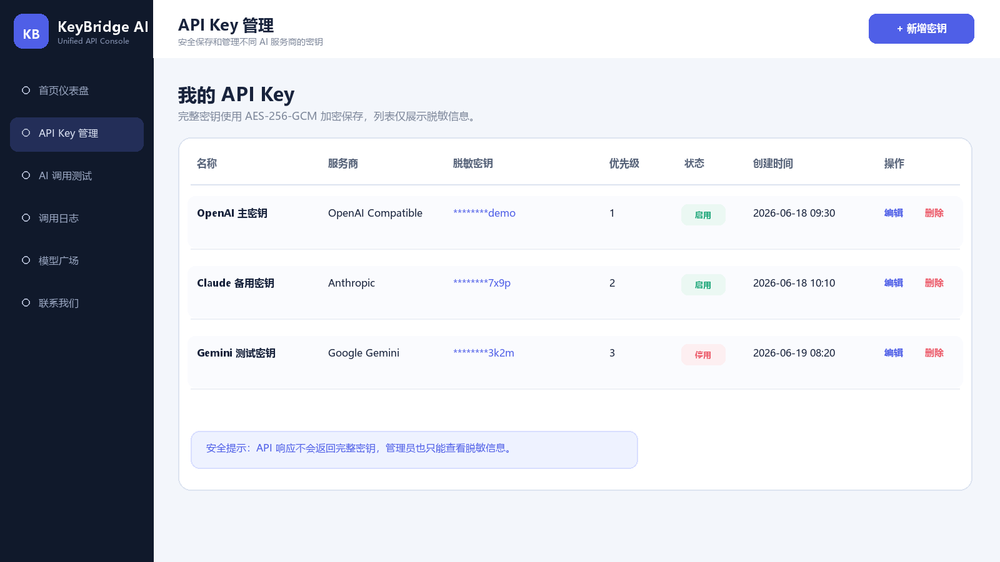 KB
KeyBridge AI
Unified API Console
首页仪表盘
API Key 管理
AI 调用测试
调用日志
模型广场
联系我们
API Key 管理
安全保存和管理不同 AI 服务商的密钥
+ 新增密钥
我的 API Key
完整密钥使用 AES-256-GCM 加密保存，列表仅展示脱敏信息。
名称 服务商 脱敏密钥 优先级 状态 创建时间 操作
OpenAI 主密钥 OpenAI Compatible ********demo 1 启用 2026-06-18 09:30 编辑 删除
Claude 备用密钥 Anthropic ********7x9p 2 启用 2026-06-18 10:10 编辑 删除
Gemini 测试密钥 Google Gemini ********3k2m 3 停用 2026-06-19 08:20 编辑 删除
安全提示：API 响应不会返回完整密钥，管理员也只能查看脱敏信息。